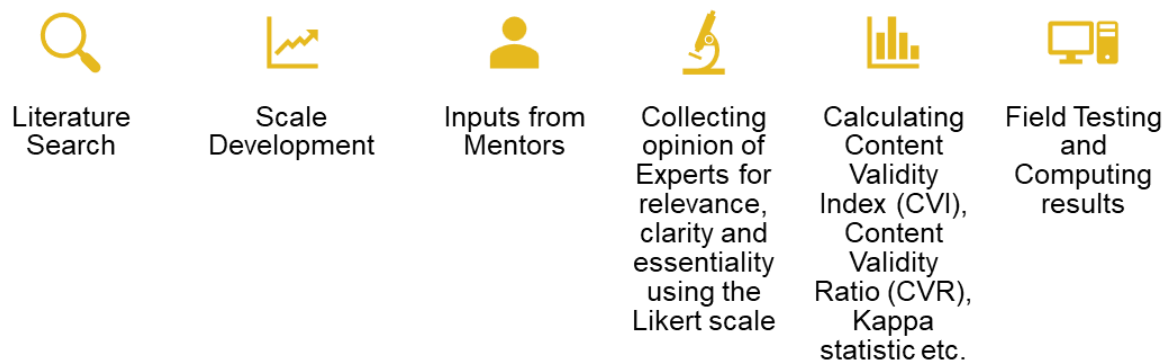 Literature
Search
Scale
Development
Inputs from
Mentors
Collecting
opinion of
Experts for
relevance,
clarity and
essentiality
using the
Likert scale
Calculating
Content
Validity
Index (CVI),
Content
Validity
Ratio (CVR),
Kappa
statistic etc.
Field Testing
and
Computing
results